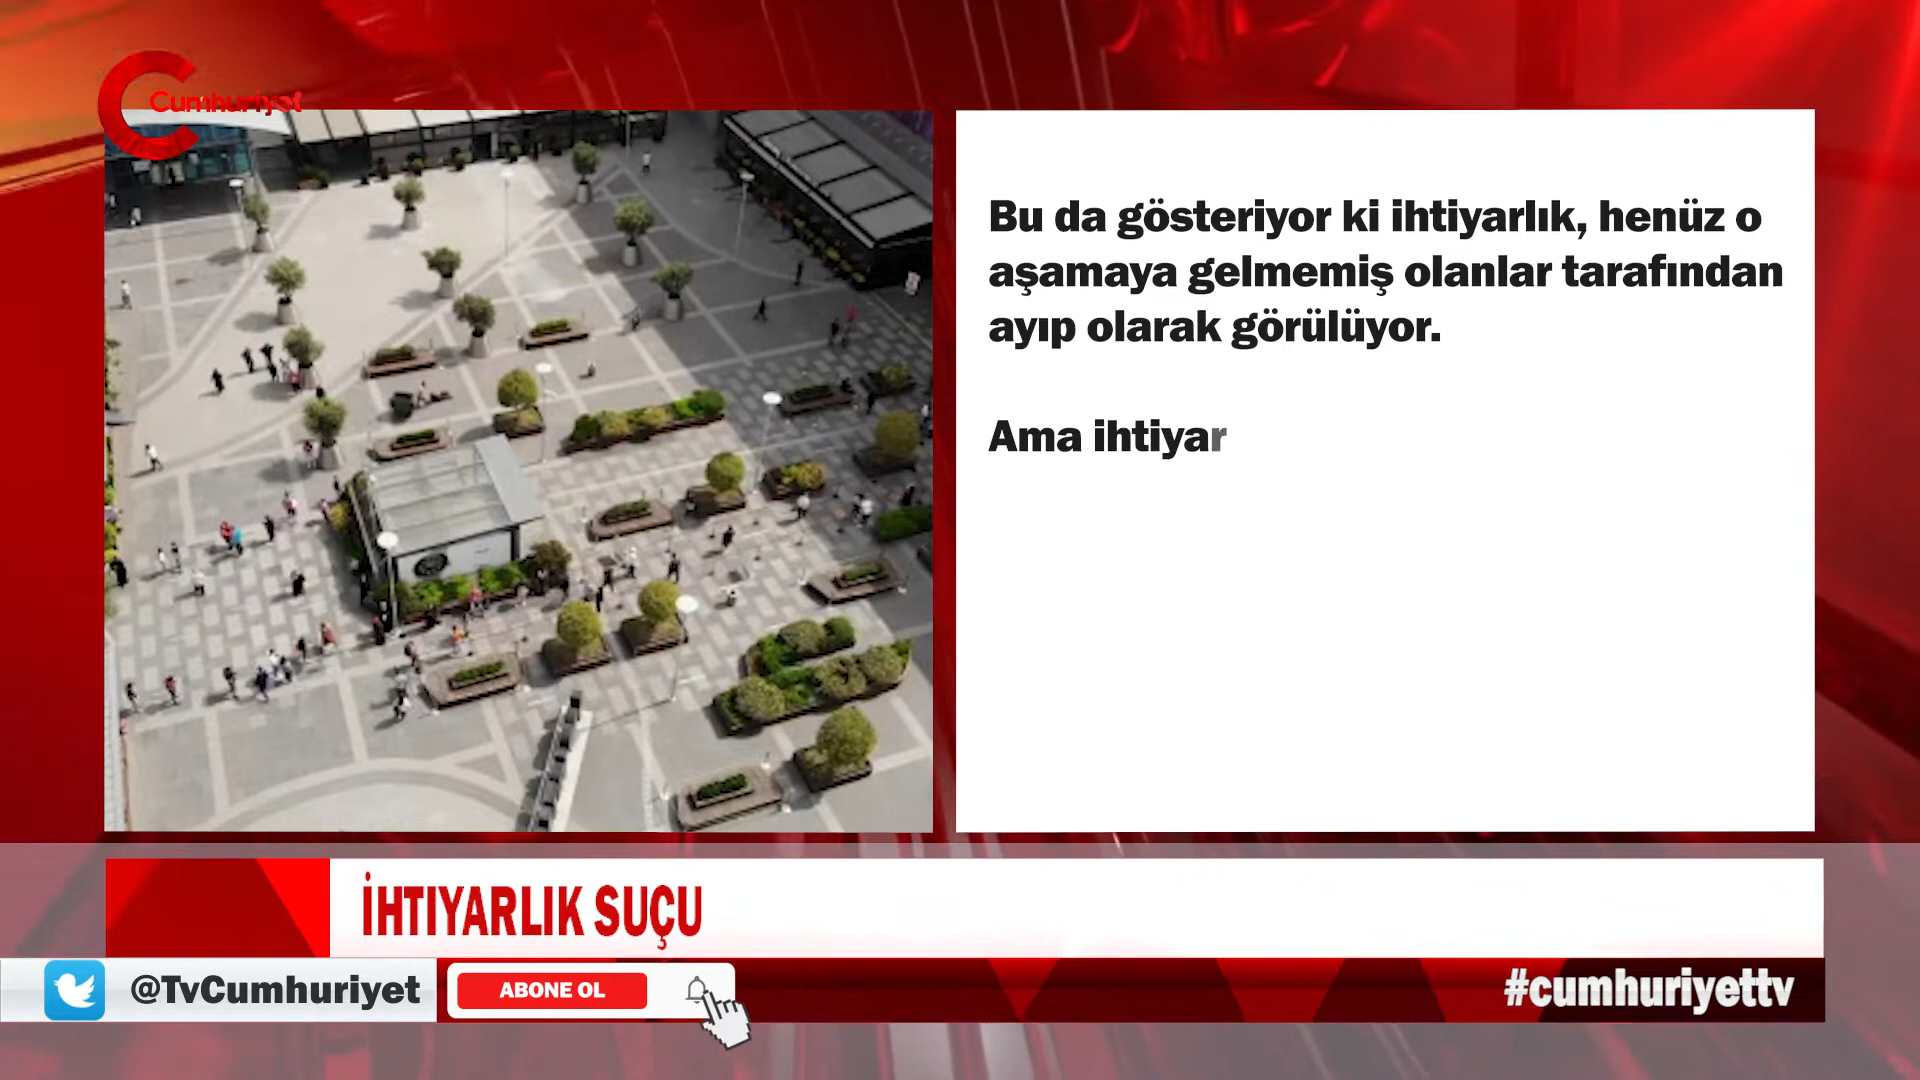 Cumhuriyet
Bu da gösteriyor ki ihtiyarlık, henüz o
aşamaya gelmemiş olanlar tarafından
ayıp olarak görülüyor.
Ama ihtiyar
İHTIYARLIK SUÇU
@TvCumhuriyet
ABONE OL
#cumhuriyettv